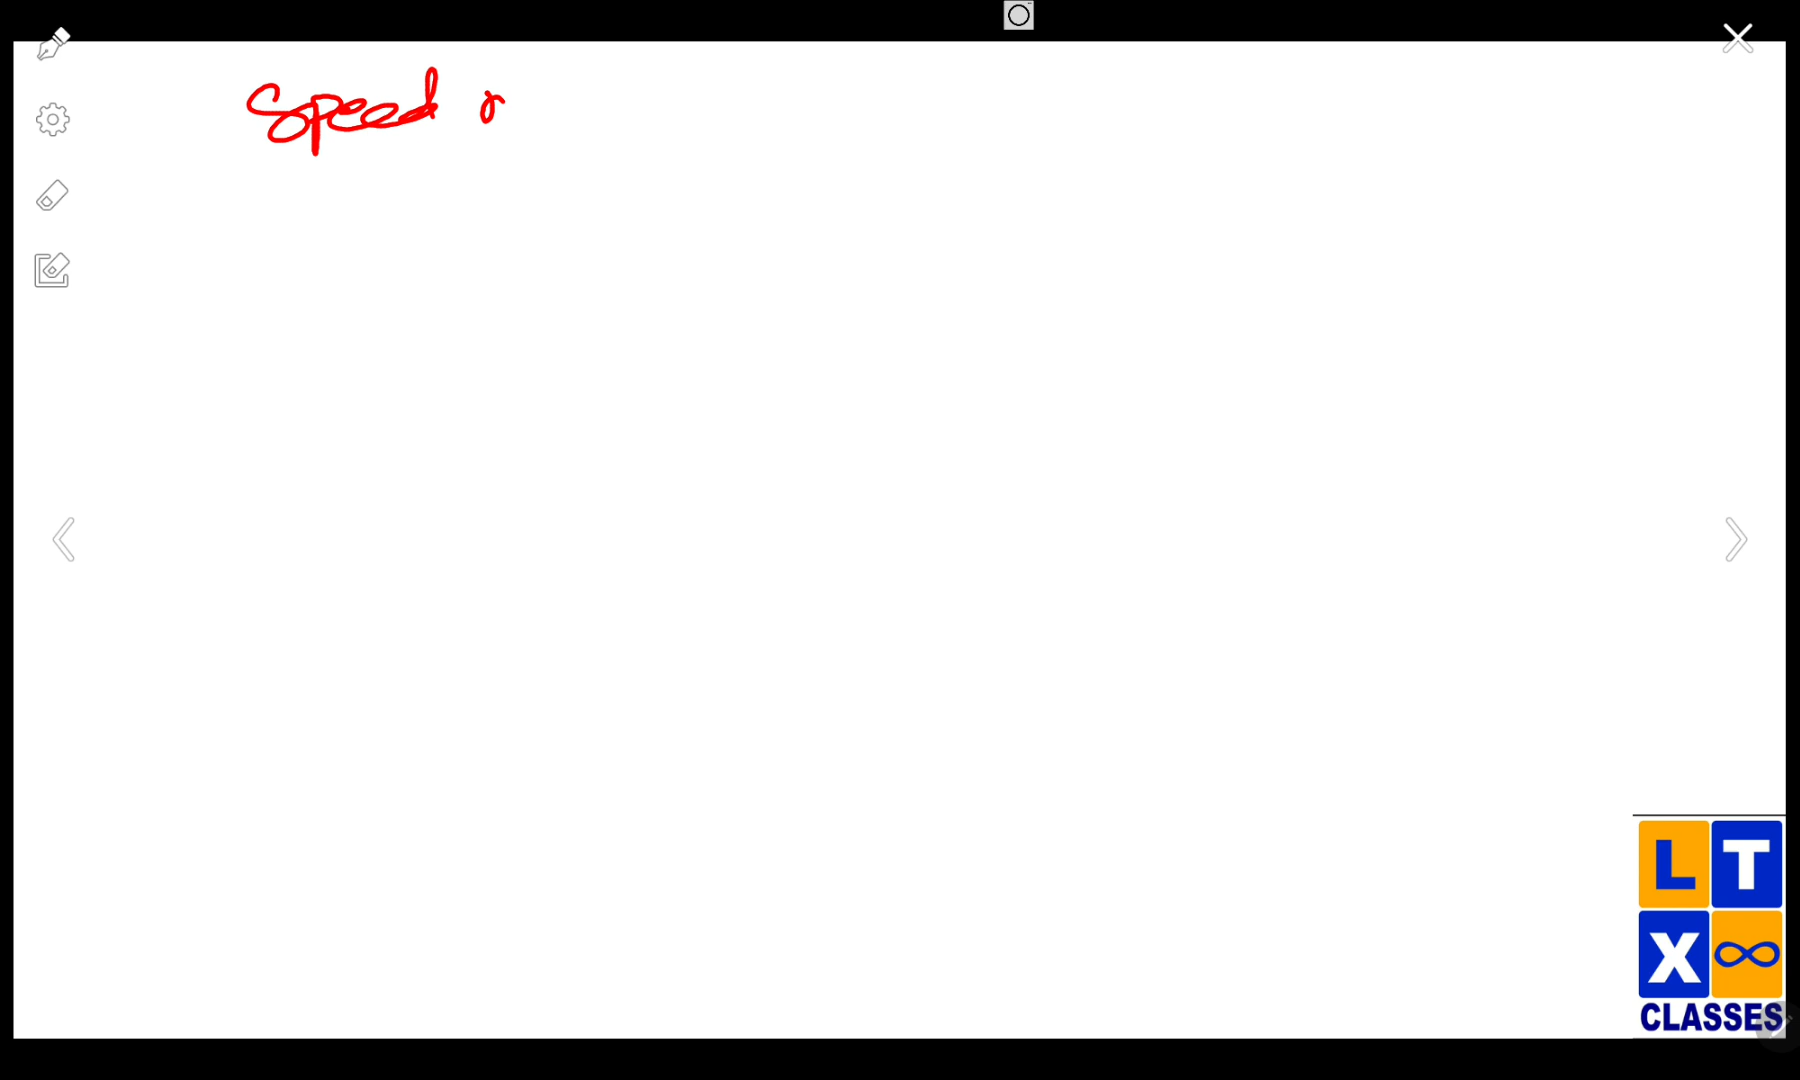 Speed o
L T
X ∞
CLASSES